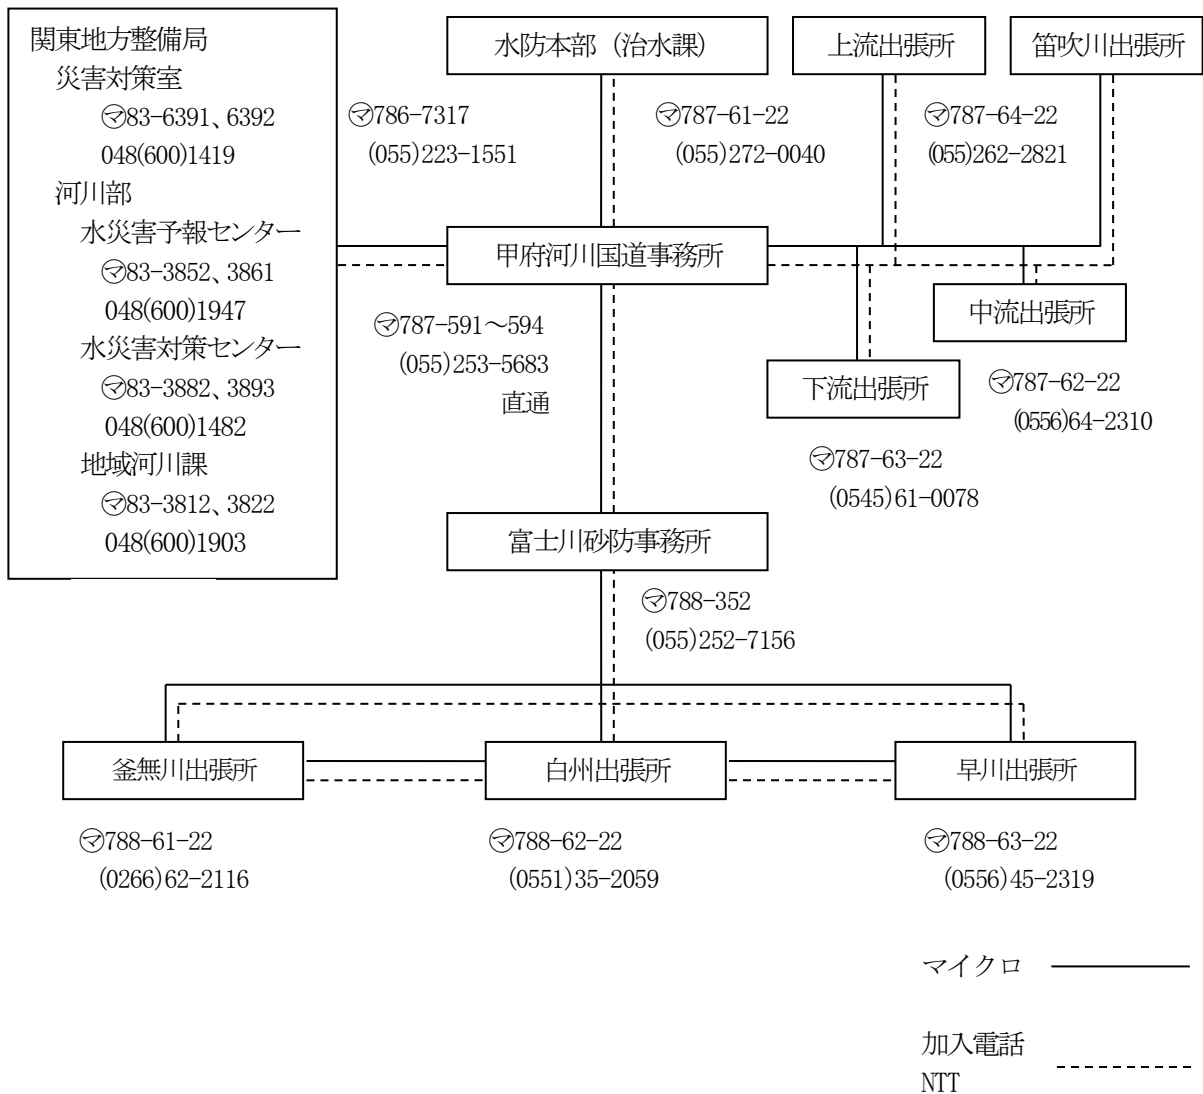 関東地方整備局
災害対策室
㋮83-6391、6392
048(600)1419
河川部
水災害予報センター
㋮83-3852、3861
048(600)1947
水災害対策センター
㋮83-3882、3893
048(600)1482
地域河川課
㋮83-3812、3822
048(600)1903
水防本部（治水課）
㋮786-7317
(055)223-1551
上流出張所
㋮787-61-22
(055)272-0040
笛吹川出張所
㋮787-64-22
(055)262-2821
甲府河川国道事務所
㋮787-591～594
(055)253-5683
直通
中流出張所
㋮787-62-22
(0556)64-2310
下流出張所
㋮787-63-22
(0545)61-0078
富士川砂防事務所
㋮788-352
(055)252-7156
釜無川出張所
㋮788-61-22
(0266)62-2116
白州出張所
㋮788-62-22
(0551)35-2059
早川出張所
㋮788-63-22
(0556)45-2319
マイクロ
加入電話
NTT